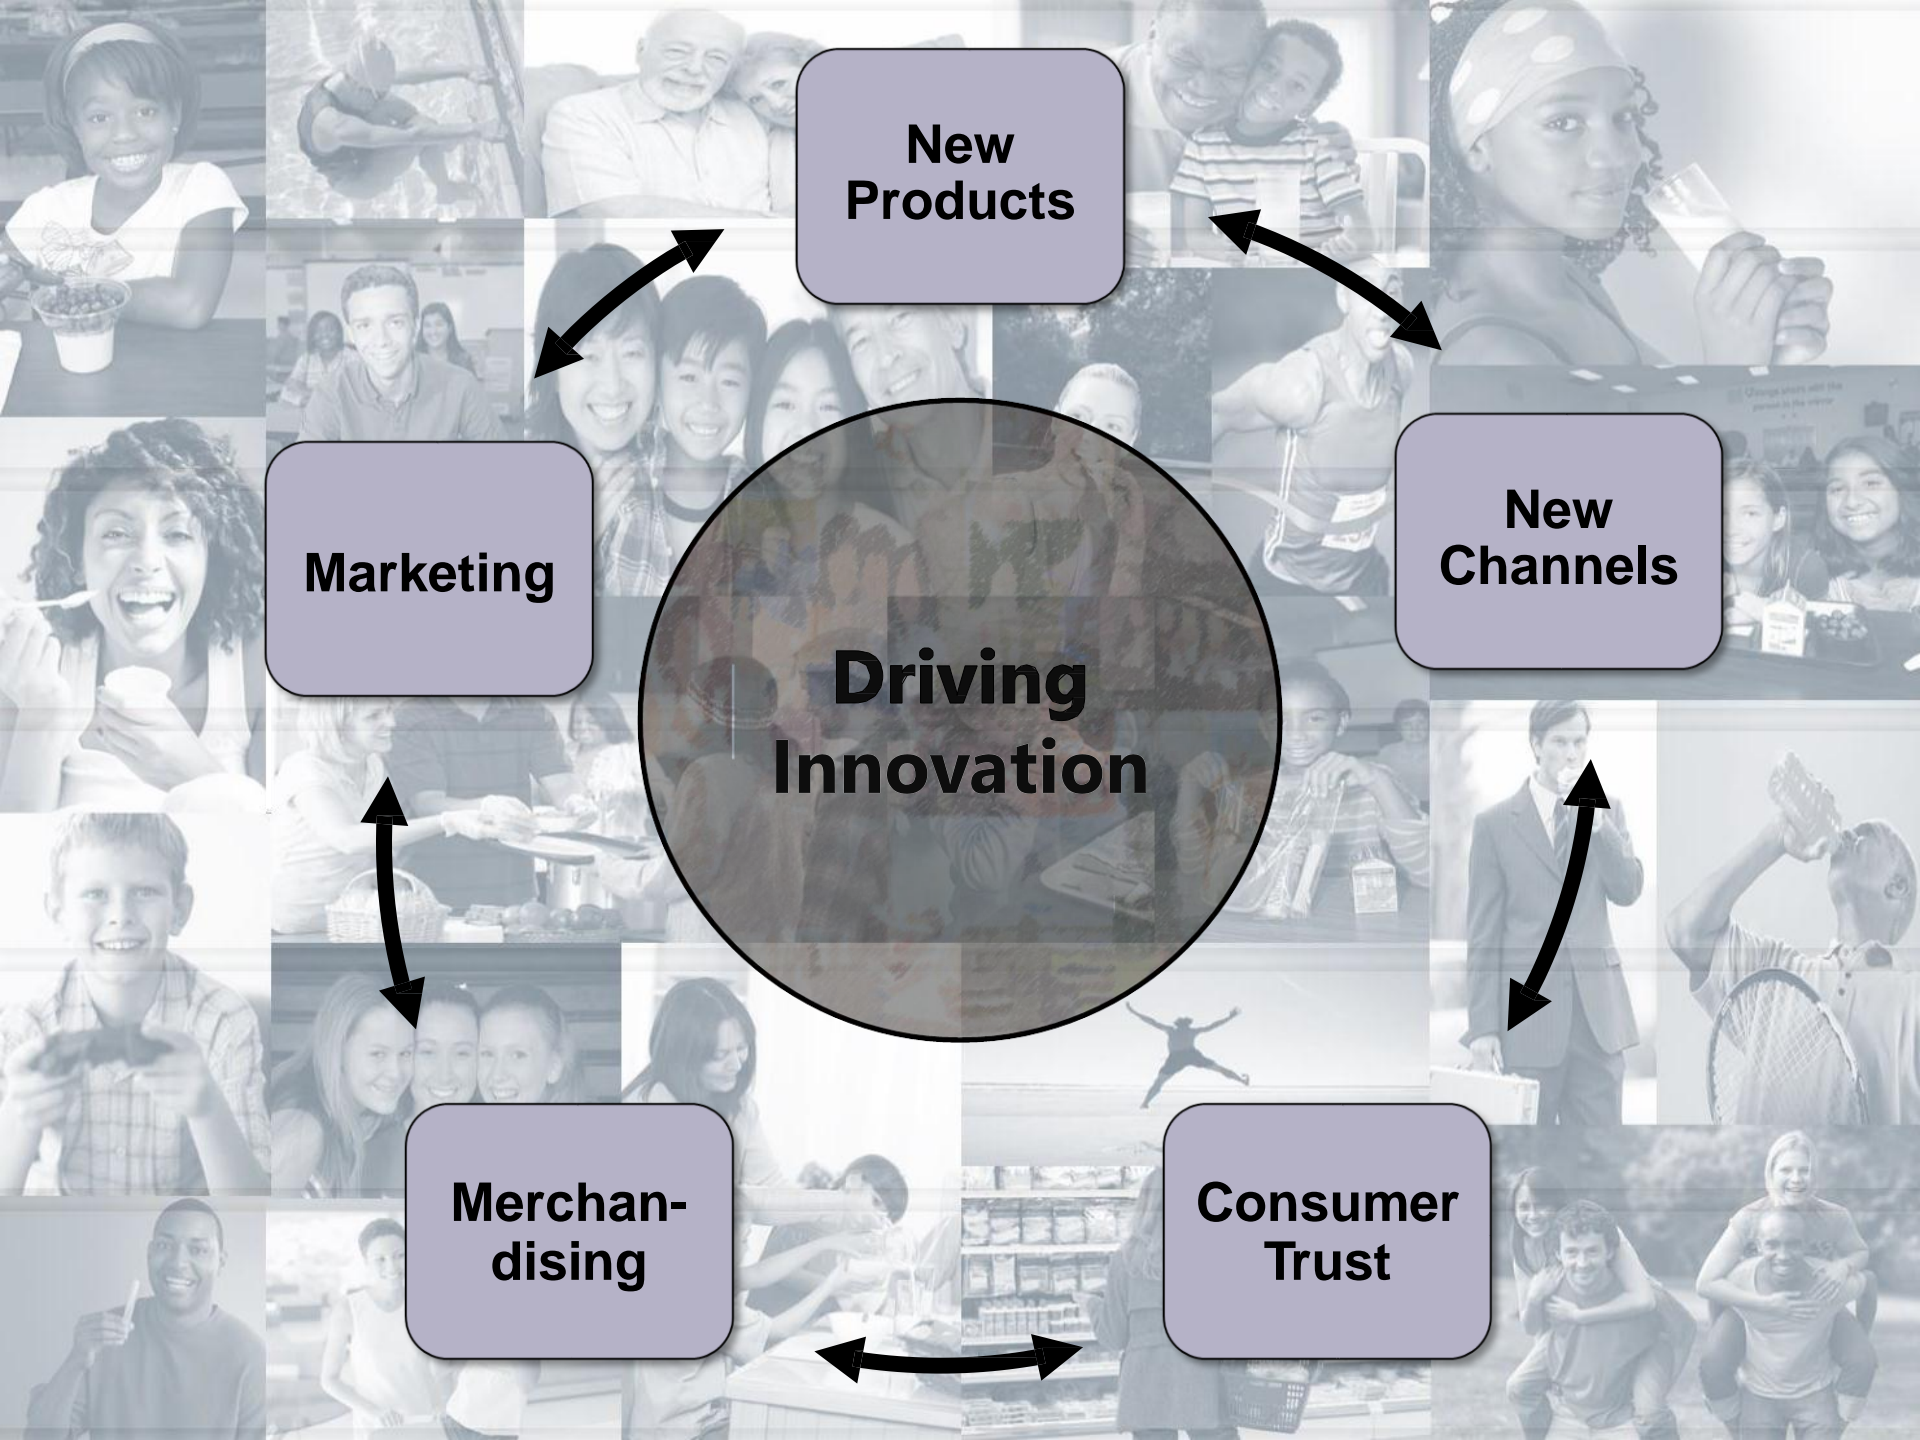 New
Products
New
Channels
Marketing
Driving
Innovation
Merchan-
dising
Consumer
Trust